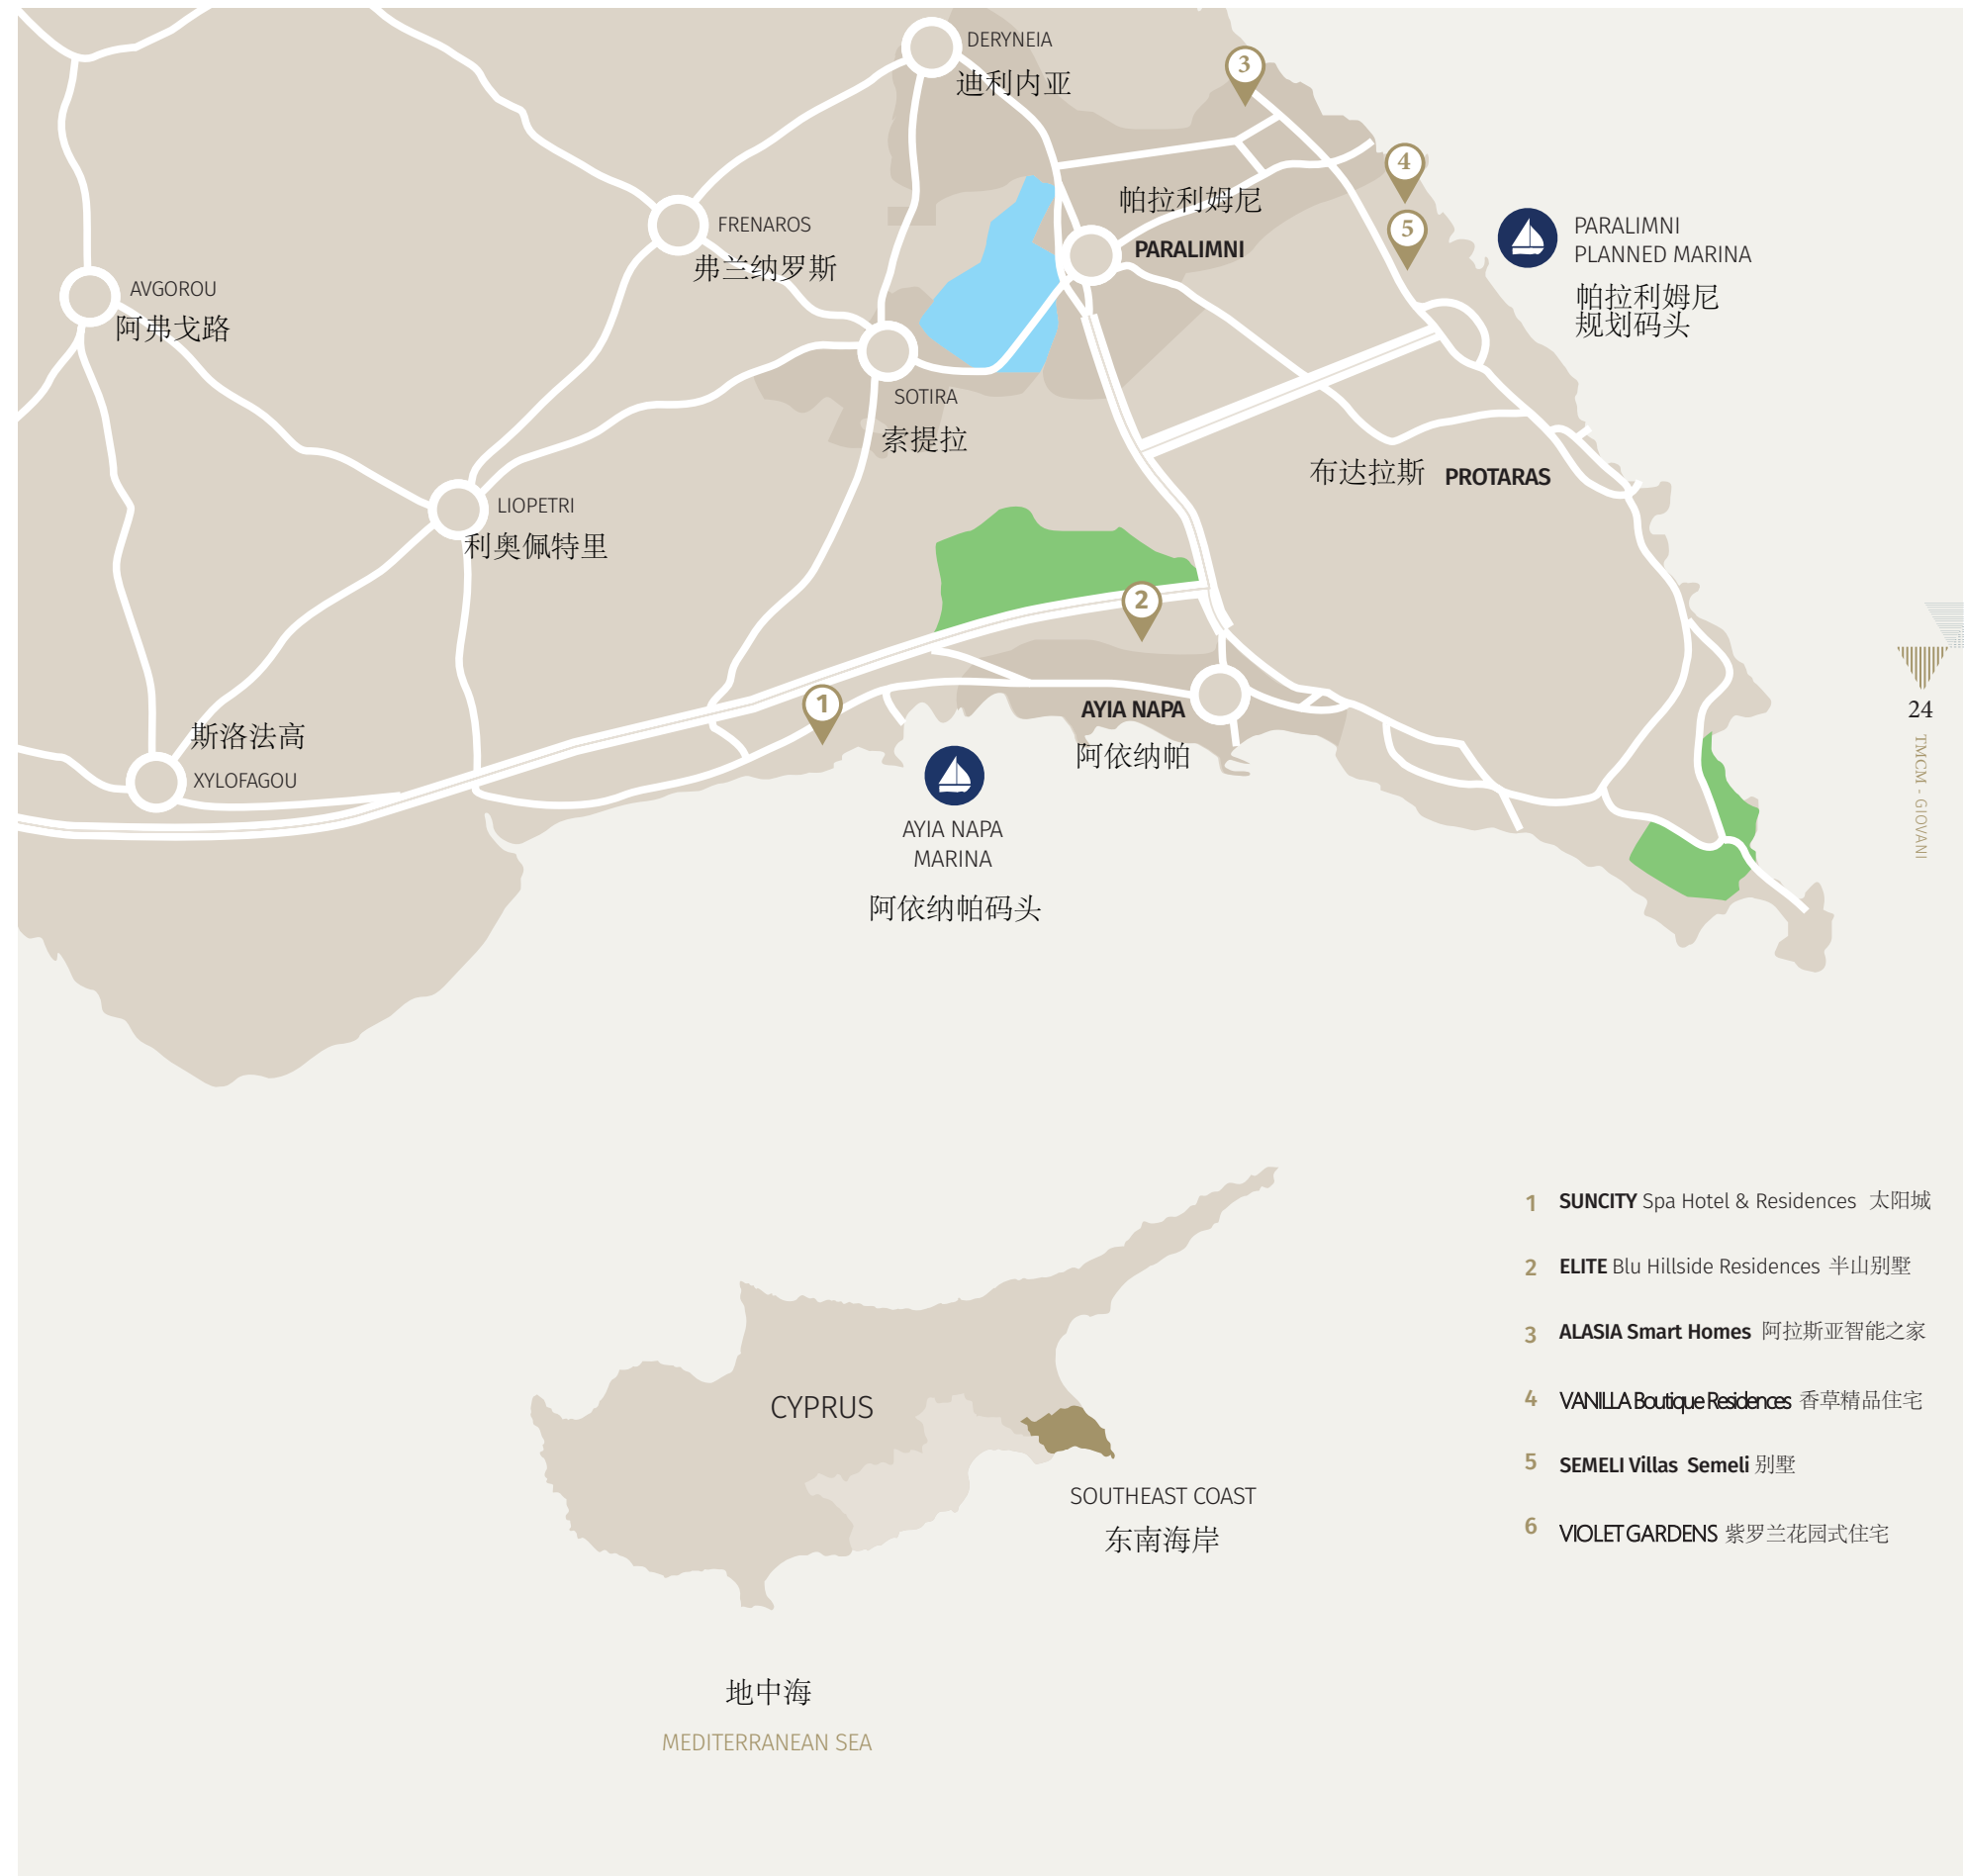 DERYNEIA
迪利内亚
3
4
5
帕拉利姆尼
PARALIMNI
PARALIMNI
PLANNED MARINA
帕拉利姆尼
规划码头
FRENAROS
弗兰纳罗斯
AVGOROU
阿弗戈路
SOTIRA
索提拉
布达拉斯 PROTARAS
LIOPETRI
利奥佩特里
2
1
AYIA NAPA
阿依纳帕
斯洛法高
XYLOFAGOU
AYIA NAPA
MARINA
阿依纳帕码头
24
TMCM - GIOVANI
1 SUNCITY Spa Hotel & Residences 太阳城
2 ELITE Blu Hillside Residences 半山别墅
3 ALASIA Smart Homes 阿拉斯亚智能之家
4 VANILLA Boutique Residences 香草精品住宅
5 SEMELI Villas Semeli 别墅
6 VIOLET GARDENS 紫罗兰花园式住宅
CYPRUS
SOUTHEAST COAST
东南海岸
地中海
MEDITERRANEAN SEA